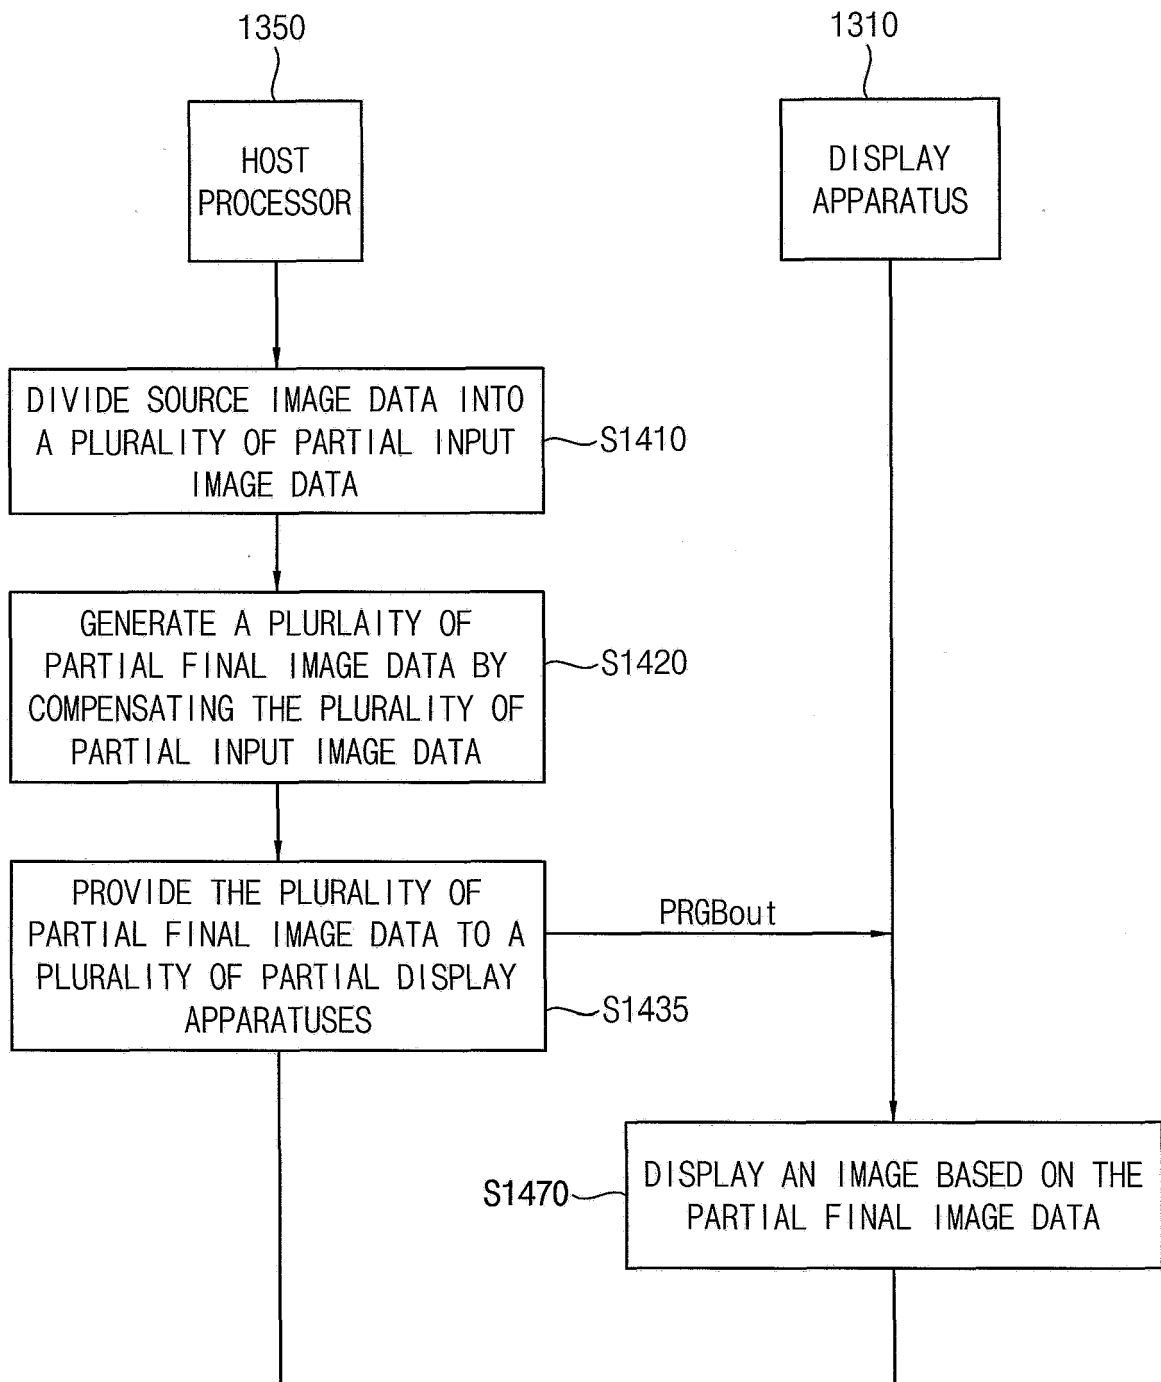 1350
1310
HOST
PROCESSOR
DISPLAY
APPARATUS
DIVIDE SOURCE IMAGE DATA INTO
A PLURALITY OF PARTIAL INPUT
IMAGE DATA
S1410
GENERATE A PLURLAITY OF
PARTIAL FINAL IMAGE DATA BY
COMPENSATING THE PLURALITY OF
PARTIAL INPUT IMAGE DATA
S1420
PROVIDE THE PLURALITY OF
PARTIAL FINAL IMAGE DATA TO A
PLURALITY OF PARTIAL DISPLAY
APPARATUSES
S1435
PRGBout
S1470
DISPLAY AN IMAGE BASED ON THE
PARTIAL FINAL IMAGE DATA